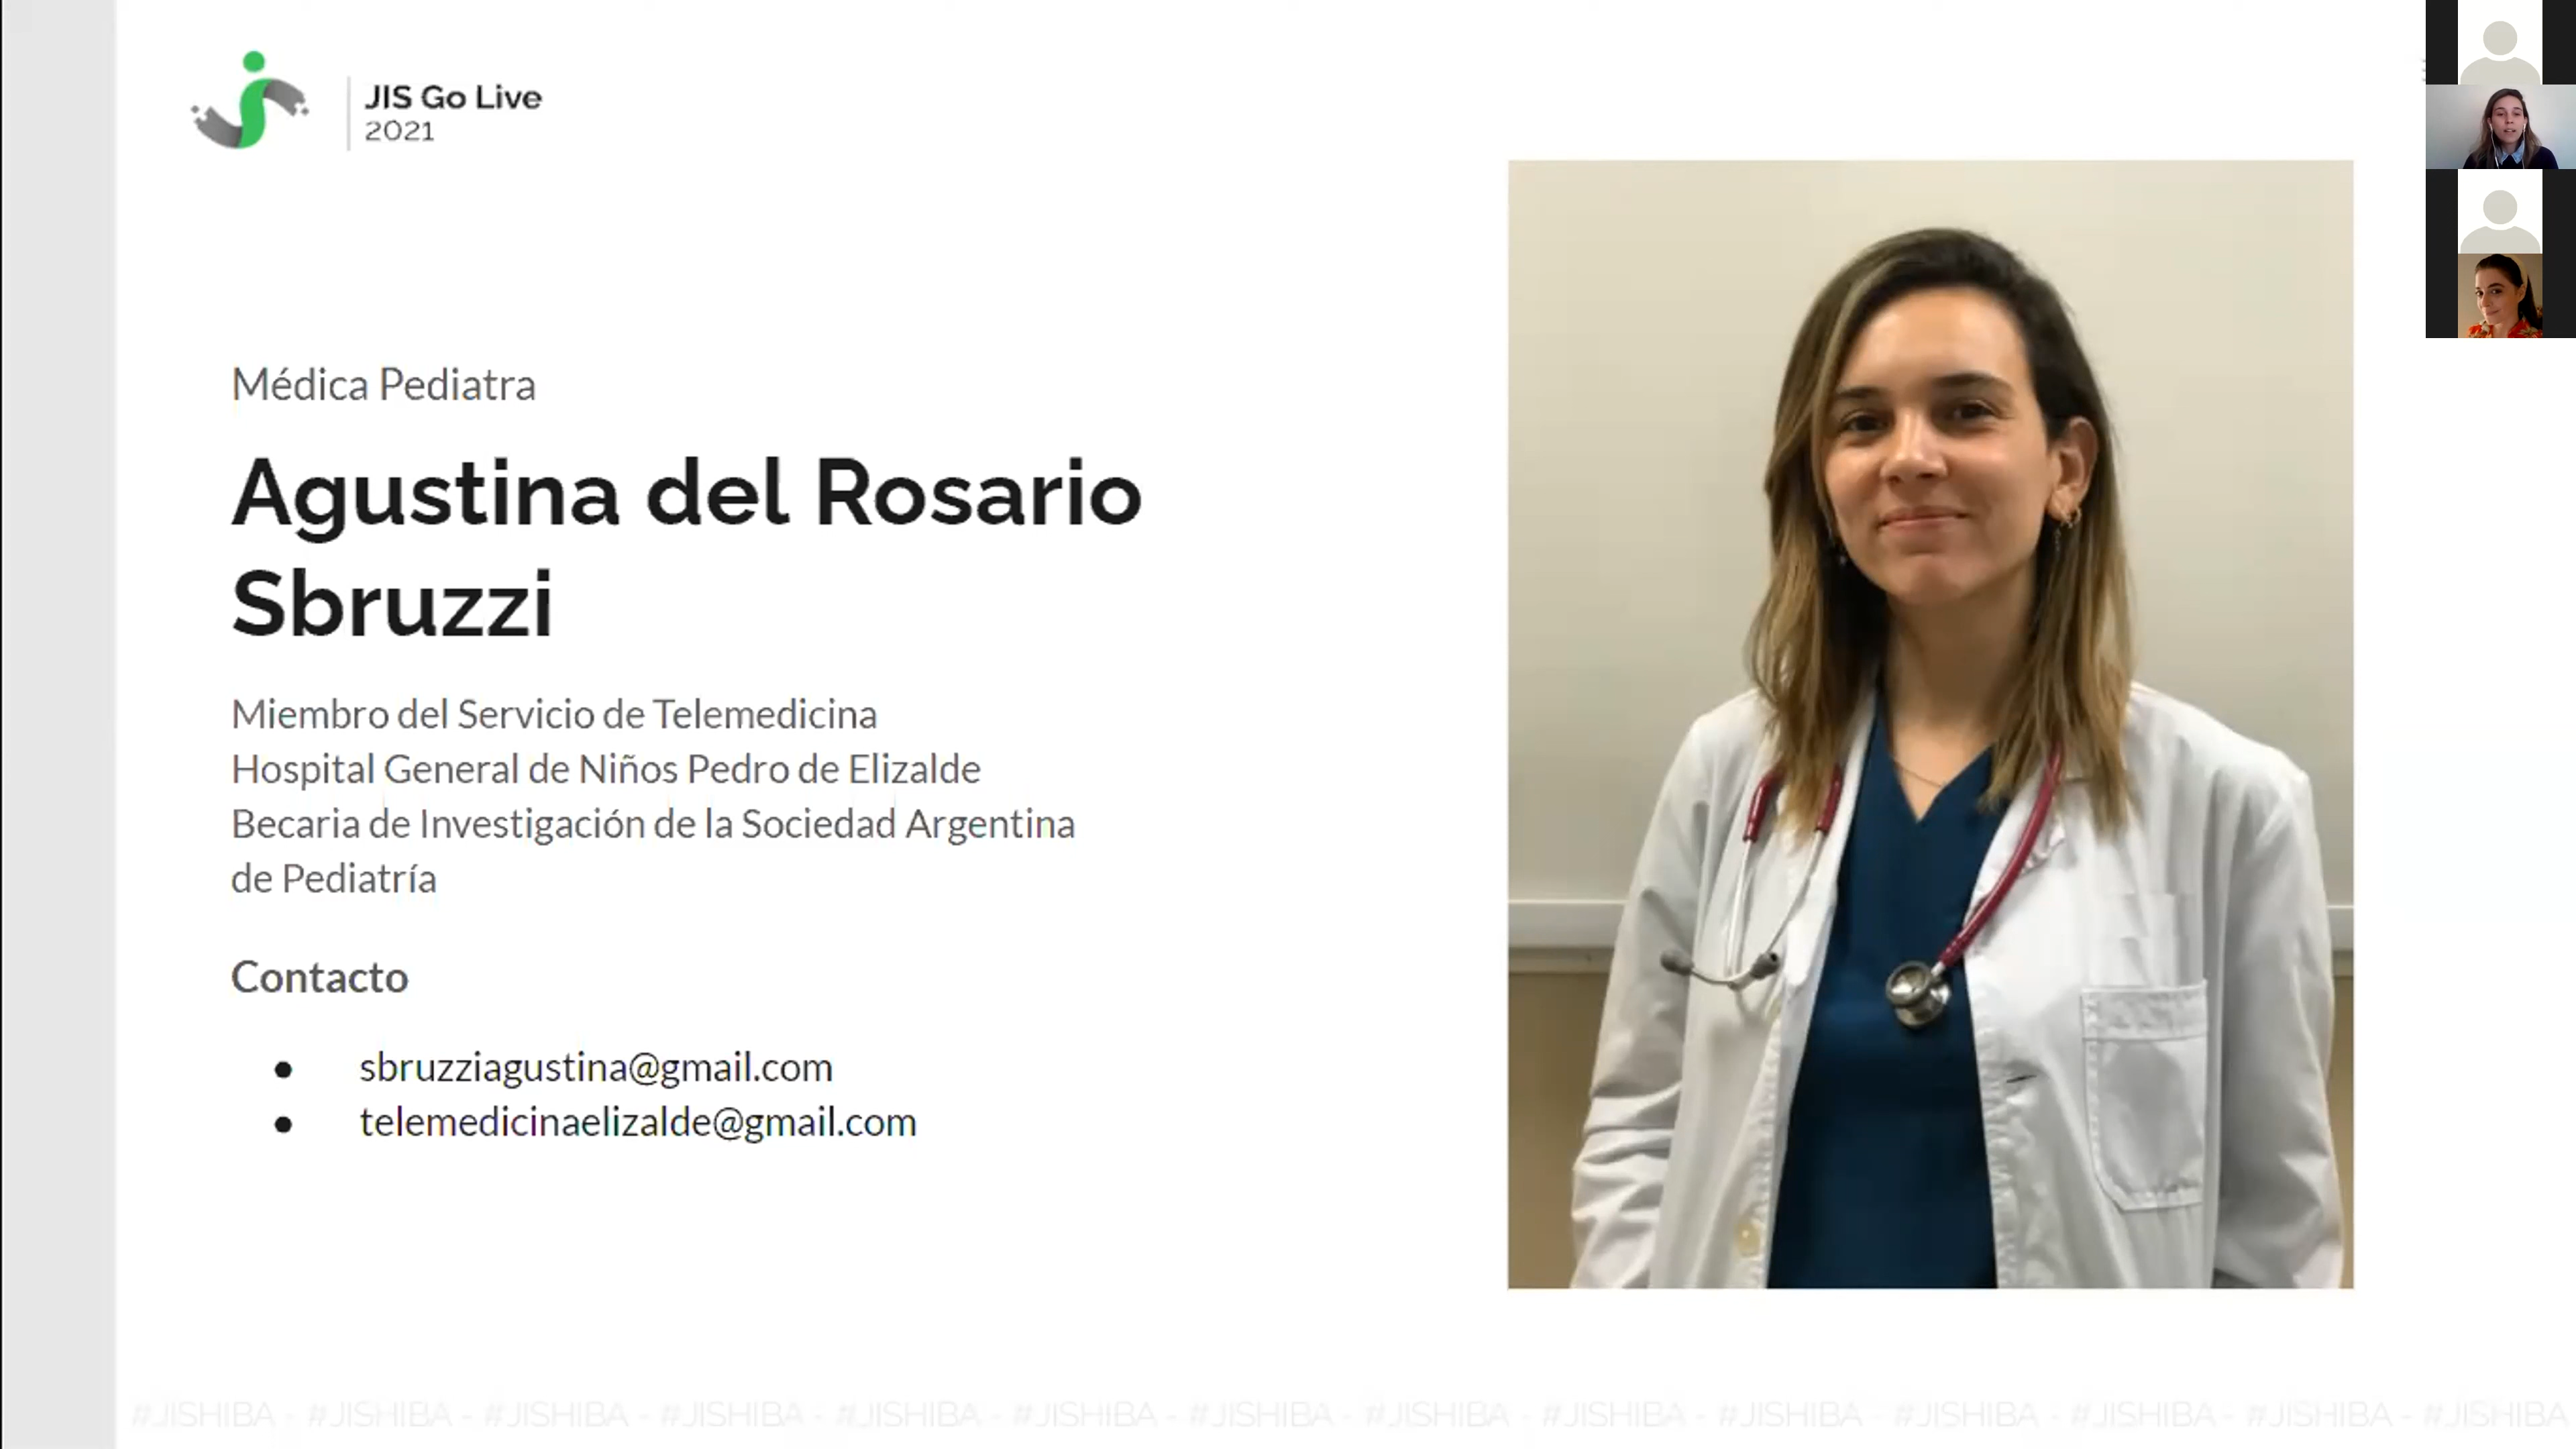 JIS Go Live
2021
Médica Pediatra
Agustina del Rosario
Sbruzzi
Miembro del Servicio de Telemedicina
Hospital General de Niños Pedro de Elizalde
Becaria de Investigación de la Sociedad Argentina
de Pediatría
Contacto
● sbruzziagustina@gmail.com
● telemedicinaelizalde@gmail.com
#JISHIBA - #JISHIBA - #JISHIBA - #JISHIBA - #JISHIBA - #JISHIBA - #JISHIBA - #JISHIBA - #JISHIBA - #JISHIBA - #JISHIBA - #JISHIBA - #JISHIBA - #JISHIBA